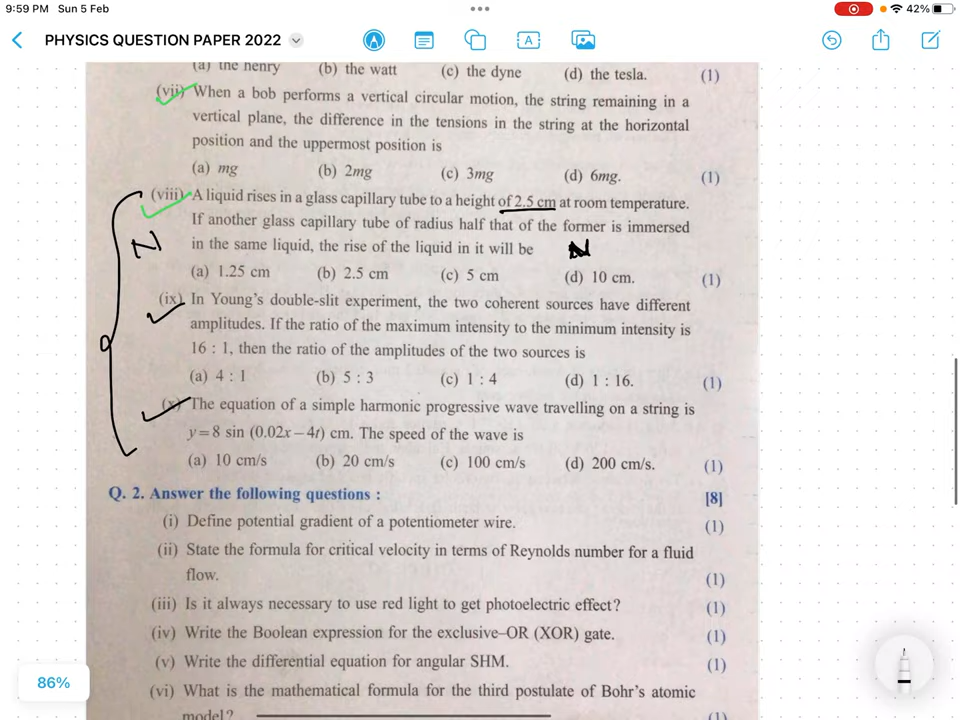 9:59 PM Sun 5 Feb
42%
PHYSICS QUESTION PAPER 2022
A
(a) the henry (b) the watt (c) the dyne (d) the tesla. (1)
(vii) When a bob performs a vertical circular motion, the string remaining in a
vertical plane, the difference in the tensions in the string at the horizontal
position and the uppermost position is
(a) mg (b) 2mg (c) 3mg (d) 6mg. (1)
(viii) A liquid rises in a glass capillary tube to a height of 2.5 cm at room temperature.
If another glass capillary tube of radius half that of the former is immersed
in the same liquid, the rise of the liquid in it will be
N
N
(a) 1.25 cm (b) 2.5 cm (c) 5 cm (d) 10 cm. (1)
(ix) In Young's double-slit experiment, the two coherent sources have different
amplitudes. If the ratio of the maximum intensity to the minimum intensity is
16 : 1, then the ratio of the amplitudes of the two sources is
(a) 4 : 1 (b) 5 : 3 (c) 1 : 4 (d) 1 : 16. (1)
(x) The equation of a simple harmonic progressive wave travelling on a string is
y=8 sin (0.02x−4t) cm. The speed of the wave is
(a) 10 cm/s (b) 20 cm/s (c) 100 cm/s (d) 200 cm/s. (1)
Q. 2. Answer the following questions : [8]
(i) Define potential gradient of a potentiometer wire. (1)
(ii) State the formula for critical velocity in terms of Reynolds number for a fluid
flow. (1)
(iii) Is it always necessary to use red light to get photoelectric effect? (1)
(iv) Write the Boolean expression for the exclusive–OR (XOR) gate. (1)
(v) Write the differential equation for angular SHM. (1)
(vi) What is the mathematical formula for the third postulate of Bohr's atomic
model? (1)
86%